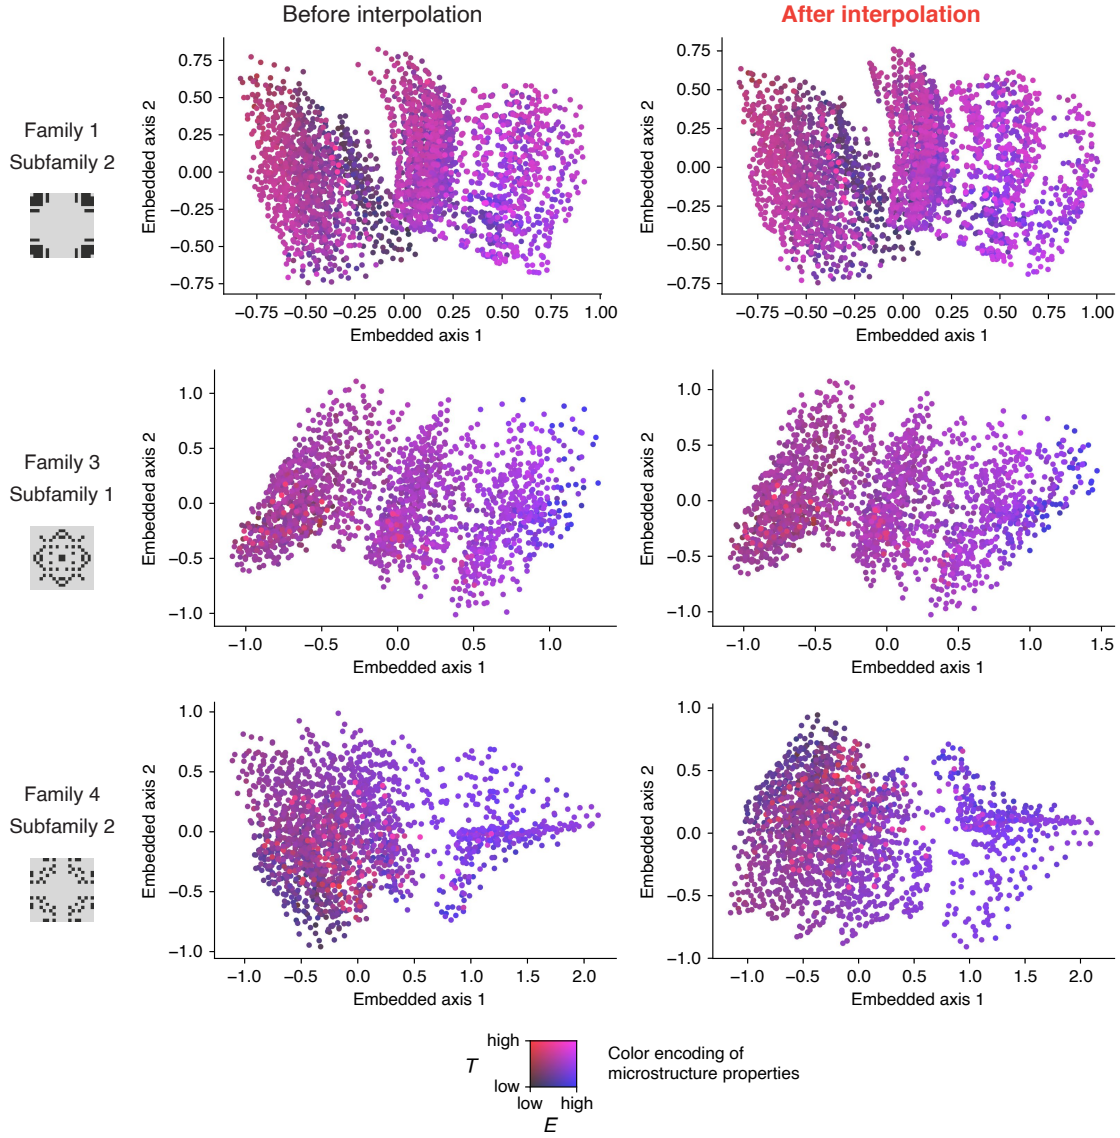 Before interpolation
After interpolation
Family 1
Subfamily 2
Embedded axis 2
0.75
0.50
0.25
0.00
−0.25
−0.50
−0.75
−0.75 −0.50 −0.25 0.00 0.25 0.50 0.75 1.00
Embedded axis 1
Embedded axis 2
0.75
0.50
0.25
0.00
−0.25
−0.50
−0.75
−0.75 −0.50 −0.25 0.00 0.25 0.50 0.75 1.00
Embedded axis 1
Family 3
Subfamily 1
Embedded axis 2
1.0
0.5
0.0
−0.5
−1.0
−1.0 −0.5 0.0 0.5 1.0
Embedded axis 1
Embedded axis 2
1.0
0.5
0.0
−0.5
−1.0
−1.0 −0.5 0.0 0.5 1.0 1.5
Embedded axis 1
Family 4
Subfamily 2
Embedded axis 2
1.0
0.5
0.0
−0.5
−1.0
−1.0 −0.5 0.0 0.5 1.0 1.5 2.0
Embedded axis 1
Embedded axis 2
1.0
0.5
0.0
−0.5
−1.0
−1.0 −0.5 0.0 0.5 1.0 1.5 2.0
Embedded axis 1
T
high
low
low high
E
Color encoding of
microstructure properties